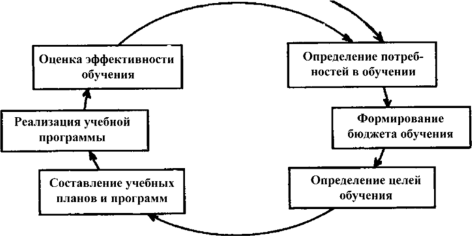 Оценка эффективности
обучения
Определение потреб-
ностей в обучении
Реализация учебной
программы
Формирование
бюджета обучения
Составление учебных
планов и программ
Определение целей
обучения